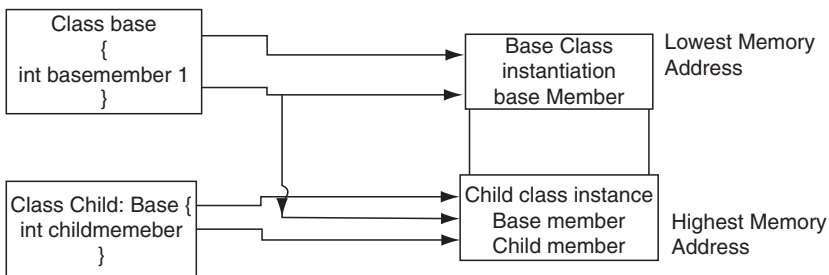 Class base
{
int basemember 1
}
Base Class
instantiation
base Member
Lowest Memory
Address
Class Child: Base {
int childmemeber
}
Child class instance
Base member
Child member
Highest Memory
Address